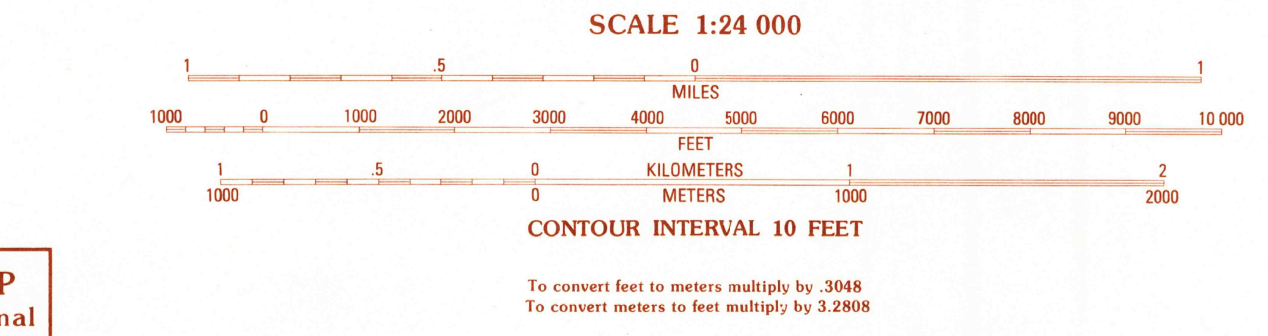 SCALE 1:24 000
1 .5 0 1
MILES
1000 0 1000 2000 3000 4000 5000 6000 7000 8000 9000 10 000
FEET
1 .5 0 KILOMETERS 1 2
1000 0 METERS 1000 2000
CONTOUR INTERVAL 10 FEET
To convert feet to meters multiply by .3048
To convert meters to feet multiply by 3.2808
P
nal